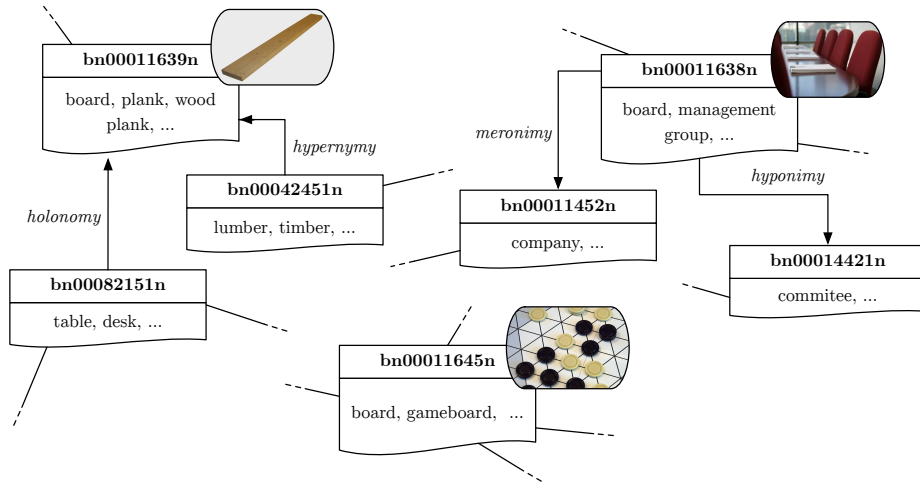 bn00011639n
board, plank, wood
plank, ...
hypernymy
bn00042451n
lumber, timber, ...
holonomy
bn00082151n
table, desk, ...
bn00011638n
board, management
group, ...
meronimy
hyponimy
bn00011452n
company, ...
bn00014421n
commitee, ...
bn00011645n
board, gameboard, ...